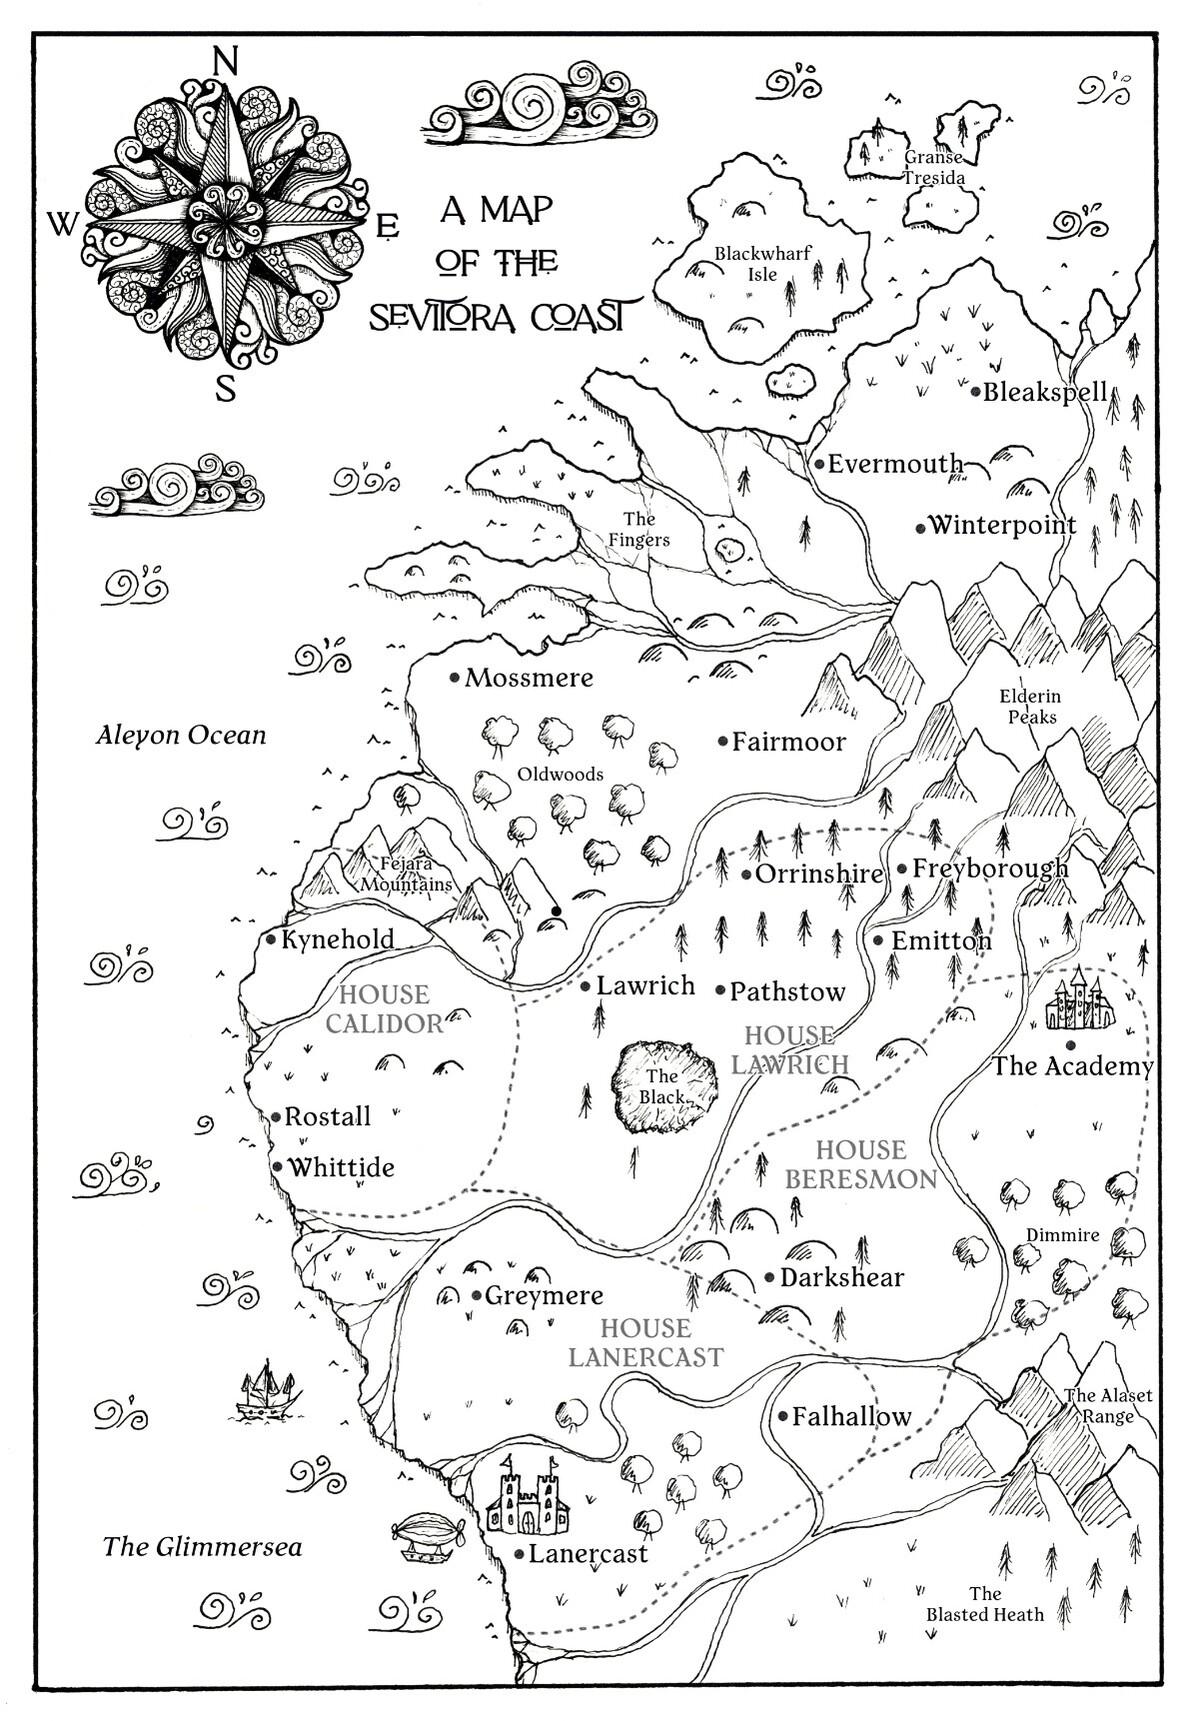 N
W
E
S
A MAP
OF THE
SEVITORA COAST
Granse
Tresida
Blackwharf
Isle
Bleakspell
Evermouth
The
Fingers
Winterpoint
Mossmere
Elderin
Peaks
Aleyon Ocean
Fairmoor
Oldwoods
Fejara
Mountains
Orrinshire
Freyborough
Kynehold
Emitton
Lawrich
Pathstow
HOUSE
CALIDOR
HOUSE
LAWRICH
The Academy
The
Black
Rostall
Whittide
HOUSE
BERESMON
Dimmire
Darkshear
Greymere
HOUSE
LANERCAST
The Alaset
Range
Falhallow
The Glimmersea
Lanercast
The
Blasted Heath